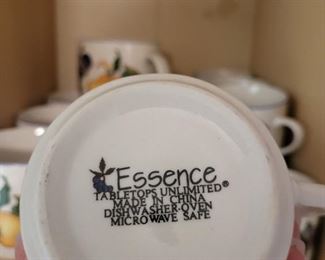 Essence
TABLETOPS UNLIMITED®
MADE IN CHINA
DISHWASHER-OVEN
MICROWAVE SAFE